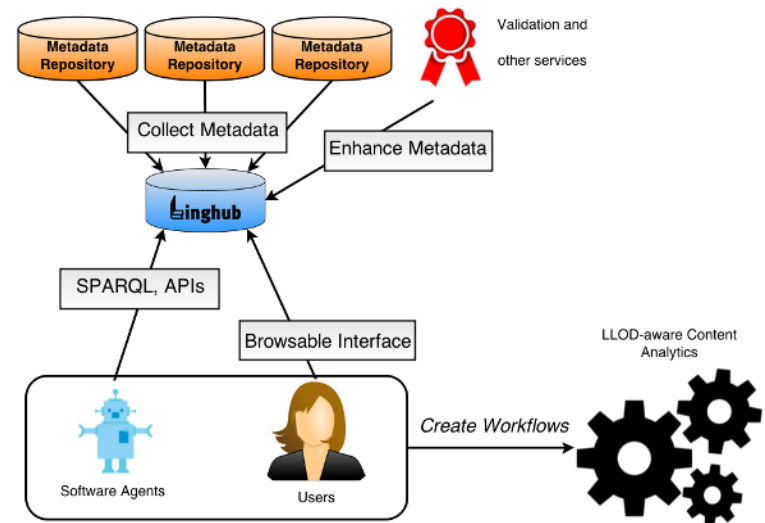 Metadata
Repository
Metadata
Repository
Metadata
Repository
Validation and
other services
Collect Metadata
Enhance Metadata
Linghub
SPARQL, APIs
Browsable Interface
LLOD-aware Content
Analytics
Create Workflows
Software Agents
Users